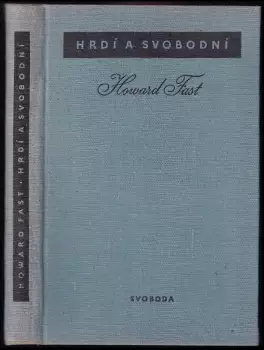 HRDÍ A SVOBODNÍ
Howard Fast
SVOBODA
HOWARD FAST • HRDÍ A SVOBODNÍ